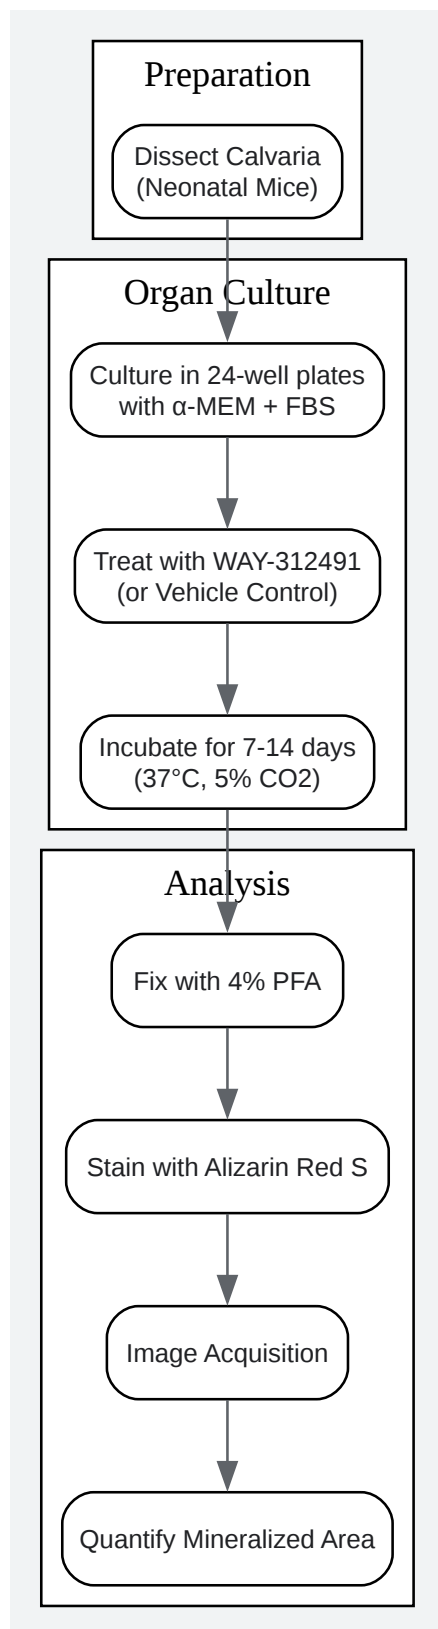 Preparation
Dissect Calvaria
(Neonatal Mice)
Organ Culture
Culture in 24-well plates
with α-MEM + FBS
Treat with WAY-312491
(or Vehicle Control)
Incubate for 7-14 days
(37°C, 5% CO2)
Analysis
Fix with 4% PFA
Stain with Alizarin Red S
Image Acquisition
Quantify Mineralized Area